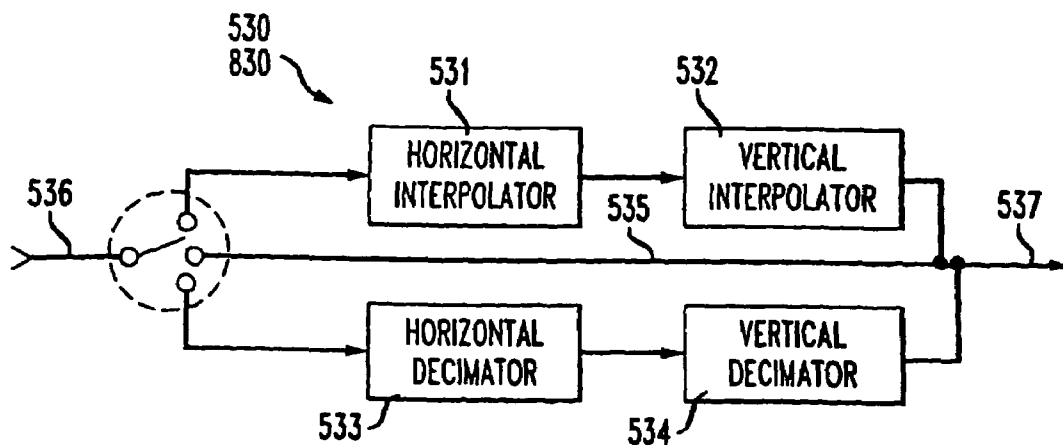 530
830
531
532
HORIZONTAL
INTERPOLATOR
VERTICAL
INTERPOLATOR
536
535
537
HORIZONTAL
DECIMATOR
VERTICAL
DECIMATOR
533
534